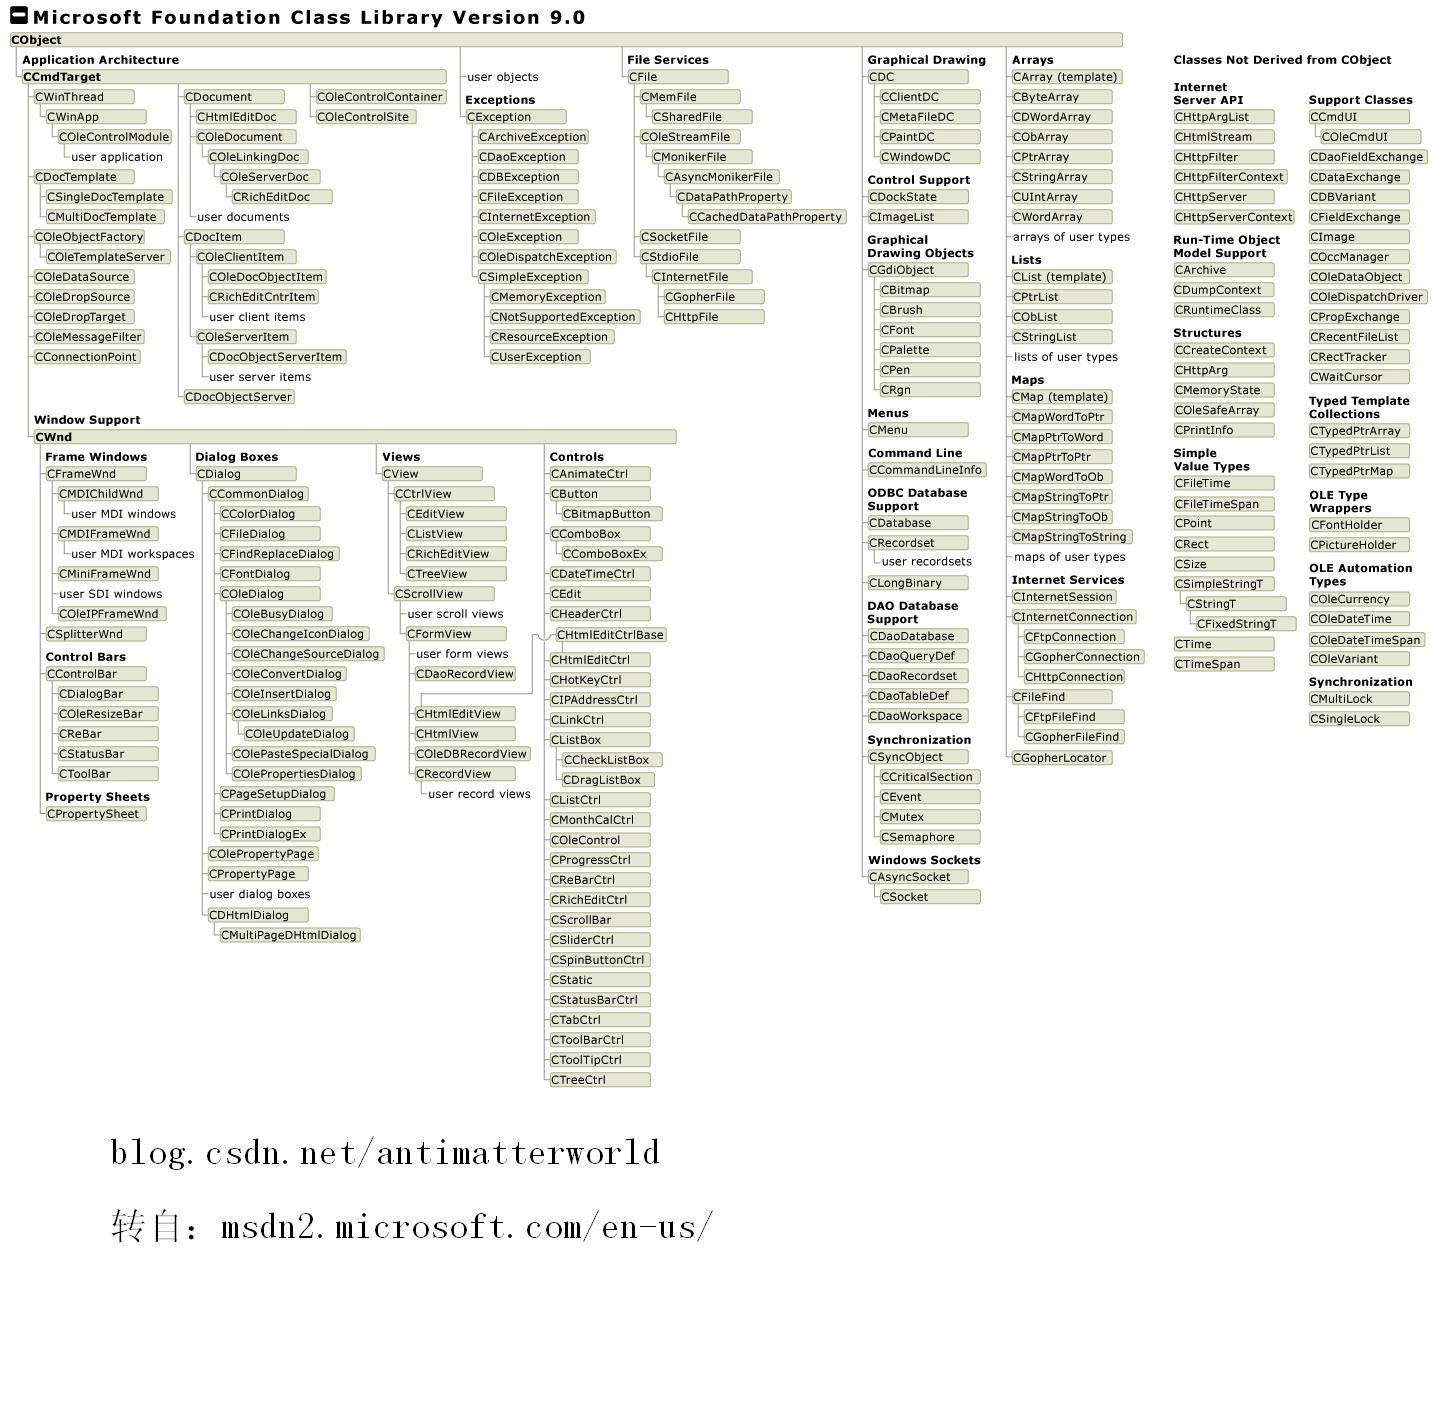 Microsoft Foundation Class Library Version 9.0
CObject
Application Architecture
CCmdTarget
CWinThread
CWinApp
COleControlModule
user application
CDocTemplate
CSingleDocTemplate
CMultiDocTemplate
COleObjectFactory
COleTemplateServer
COleDataSource
COleDropSource
COleDropTarget
COleMessageFilter
CConnectionPoint
CDocument
CHtmlEditDoc
COleDocument
COleLinkingDoc
COleServerDoc
CRichEditDoc
user documents
CDocItem
COleClientItem
COleDocObjectItem
CRichEditCntrItem
user client items
COleServerItem
CDocObjectServerItem
user server items
CDocObjectServer
COleControlContainer
COleControlSite
Window Support
CWnd
Frame Windows
CFrameWnd
CMDIChildWnd
user MDI windows
CMDIFrameWnd
user MDI workspaces
CMiniFrameWnd
user SDI windows
COleIPFrameWnd
CSplitterWnd
Control Bars
CControlBar
CDialogBar
COleResizeBar
CReBar
CStatusBar
CToolBar
Property Sheets
CPropertySheet
Dialog Boxes
CDialog
CCommonDialog
CColorDialog
CFileDialog
CFindReplaceDialog
CFontDialog
COleDialog
COleBusyDialog
COleChangeIconDialog
COleChangeSourceDialog
COleConvertDialog
COleInsertDialog
COleLinksDialog
COleUpdateDialog
COlePasteSpecialDialog
COlePropertiesDialog
CPageSetupDialog
CPrintDialog
CPrintDialogEx
COlePropertyPage
CPropertyPage
user dialog boxes
CDHtmlDialog
CMultiPageDHtmlDialog
Views
CView
CCtrlView
CEditView
CListView
CRichEditView
CTreeView
CScrollView
user scroll views
CFormView
user form views
CDaoRecordView
CHtmlEditView
CHtmlView
COleDBRecordView
CRecordView
user record views
Controls
CAnimateCtrl
CButton
CBitmapButton
CComboBox
CComboBoxEx
CDateTimeCtrl
CEdit
CHeaderCtrl
CHtmlEditCtrlBase
CHtmlEditCtrl
CHotKeyCtrl
CIPAddressCtrl
CLinkCtrl
CListBox
CCheckListBox
CDragListBox
CListCtrl
CMonthCalCtrl
COleControl
CProgressCtrl
CReBarCtrl
CRichEditCtrl
CScrollBar
CSliderCtrl
CSpinButtonCtrl
CStatic
CStatusBarCtrl
CTabCtrl
CToolBarCtrl
CToolTipCtrl
CTreeCtrl
user objects
Exceptions
CException
CArchiveException
CDaoException
CDBException
CFileException
CInternetException
COleException
COleDispatchException
CSimpleException
CMemoryException
CNotSupportedException
CResourceException
CUserException
File Services
CFile
CMemFile
CSharedFile
COleStreamFile
CMonikerFile
CAsyncMonikerFile
CDataPathProperty
CCachedDataPathProperty
CSocketFile
CStdioFile
CInternetFile
CGopherFile
CHttpFile
Graphical Drawing
CDC
CClientDC
CMetaFileDC
CPaintDC
CWindowDC
Control Support
CDockState
CImageList
Graphical
Drawing Objects
CGdiObject
CBitmap
CBrush
CFont
CPalette
CPen
CRgn
Menus
CMenu
Command Line
CCommandLineInfo
ODBC Database
Support
CDatabase
CRecordset
user recordsets
CLongBinary
DAO Database
Support
CDaoDatabase
CDaoQueryDef
CDaoRecordset
CDaoTableDef
CDaoWorkspace
Synchronization
CSyncObject
CCriticalSection
CEvent
CMutex
CSemaphore
Windows Sockets
CAsyncSocket
CSocket
Arrays
CArray (template)
CByteArray
CDWordArray
CObArray
CPtrArray
CStringArray
CUIntArray
CWordArray
arrays of user types
Lists
CList (template)
CPtrList
CObList
CStringList
lists of user types
Maps
CMap (template)
CMapWordToPtr
CMapPtrToWord
CMapPtrToPtr
CMapWordToOb
CMapStringToPtr
CMapStringToOb
CMapStringToString
maps of user types
Internet Services
CInternetSession
CInternetConnection
CFtpConnection
CGopherConnection
CHttpConnection
CFileFind
CFtpFileFind
CGopherFileFind
CGopherLocator
Classes Not Derived from CObject
Internet
Server API
CHttpArgList
CHtmlStream
CHttpFilter
CHttpFilterContext
CHttpServer
CHttpServerContext
Run-Time Object
Model Support
CArchive
CDumpContext
CRuntimeClass
Structures
CCreateContext
CHttpArg
CMemoryState
COleSafeArray
CPrintInfo
Simple
Value Types
CFileTime
CFileTimeSpan
CPoint
CRect
CSize
CSimpleStringT
CStringT
CFixedStringT
CTime
CTimeSpan
Support Classes
CCmdUI
COleCmdUI
CDaoFieldExchange
CDataExchange
CDBVariant
CFieldExchange
CImage
COccManager
COleDataObject
COleDispatchDriver
CPropExchange
CRecentFileList
CRectTracker
CWaitCursor
Typed Template
Collections
CTypedPtrArray
CTypedPtrList
CTypedPtrMap
OLE Type
Wrappers
CFontHolder
CPictureHolder
OLE Automation
Types
COleCurrency
COleDateTime
COleDateTimeSpan
COleVariant
Synchronization
CMultiLock
CSingleLock
blog.csdn.net/antimatterworld
转自：msdn2.microsoft.com/en-us/